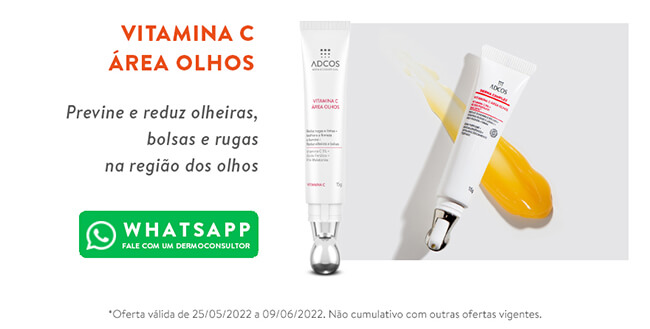 VITAMINA C
ÁREA OLHOS
Previne e reduz olheiras,
bolsas e rugas
na região dos olhos
WHATSAPP
FALE COM UM DERMOCONSULTOR
ADCOS
VITAMINA C
ÁREA OLHOS
VITAMINA C
15g
ADCOS
*Oferta válida de 25/05/2022 a 09/06/2022. Não cumulativo com outras ofertas vigentes.